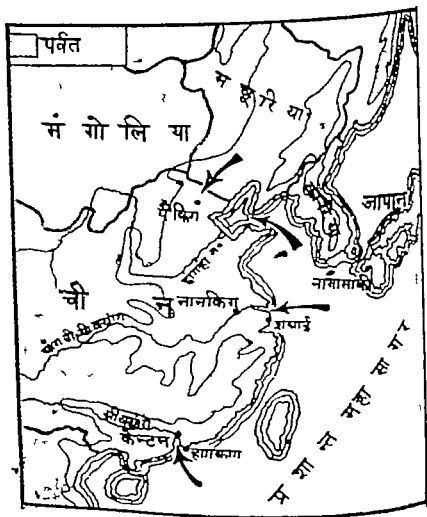 पर्वत
मंचूरिया
मंगोलिया
पैकिंग
जापान
नागासाकी
चीन
नानकिंग
शंघाई
सीक्यांग
केन्टन
हांगकांग
प्रशान्त महासागर